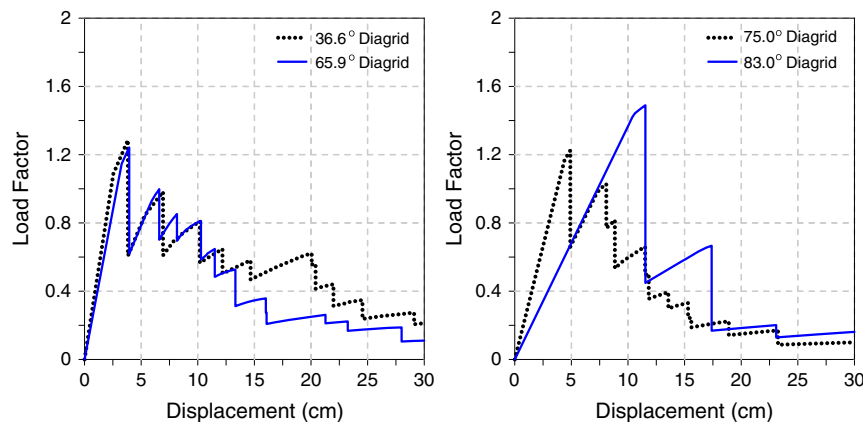 2
1.6
1.2
0.8
0.4
0
Load Factor
36.6° Diagrid
65.9° Diagrid
0 5 10 15 20 25 30
Displacement (cm)
2
1.6
1.2
0.8
0.4
0
Load Factor
75.0° Diagrid
83.0° Diagrid
0 5 10 15 20 25 30
Displacement (cm)